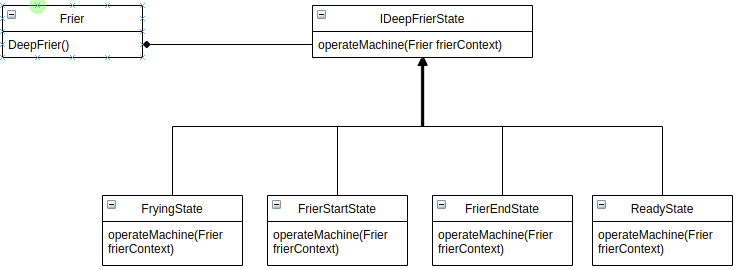 Frier
IDeepFrierState
DeepFrier()
operateMachine(Frier frierContext)
FryingState
FrierStartState
FrierEndState
ReadyState
operateMachine(Frier
frierContext)
operateMachine(Frier
frierContext)
operateMachine(Frier
frierContext)
operateMachine(Frier
frierContext)